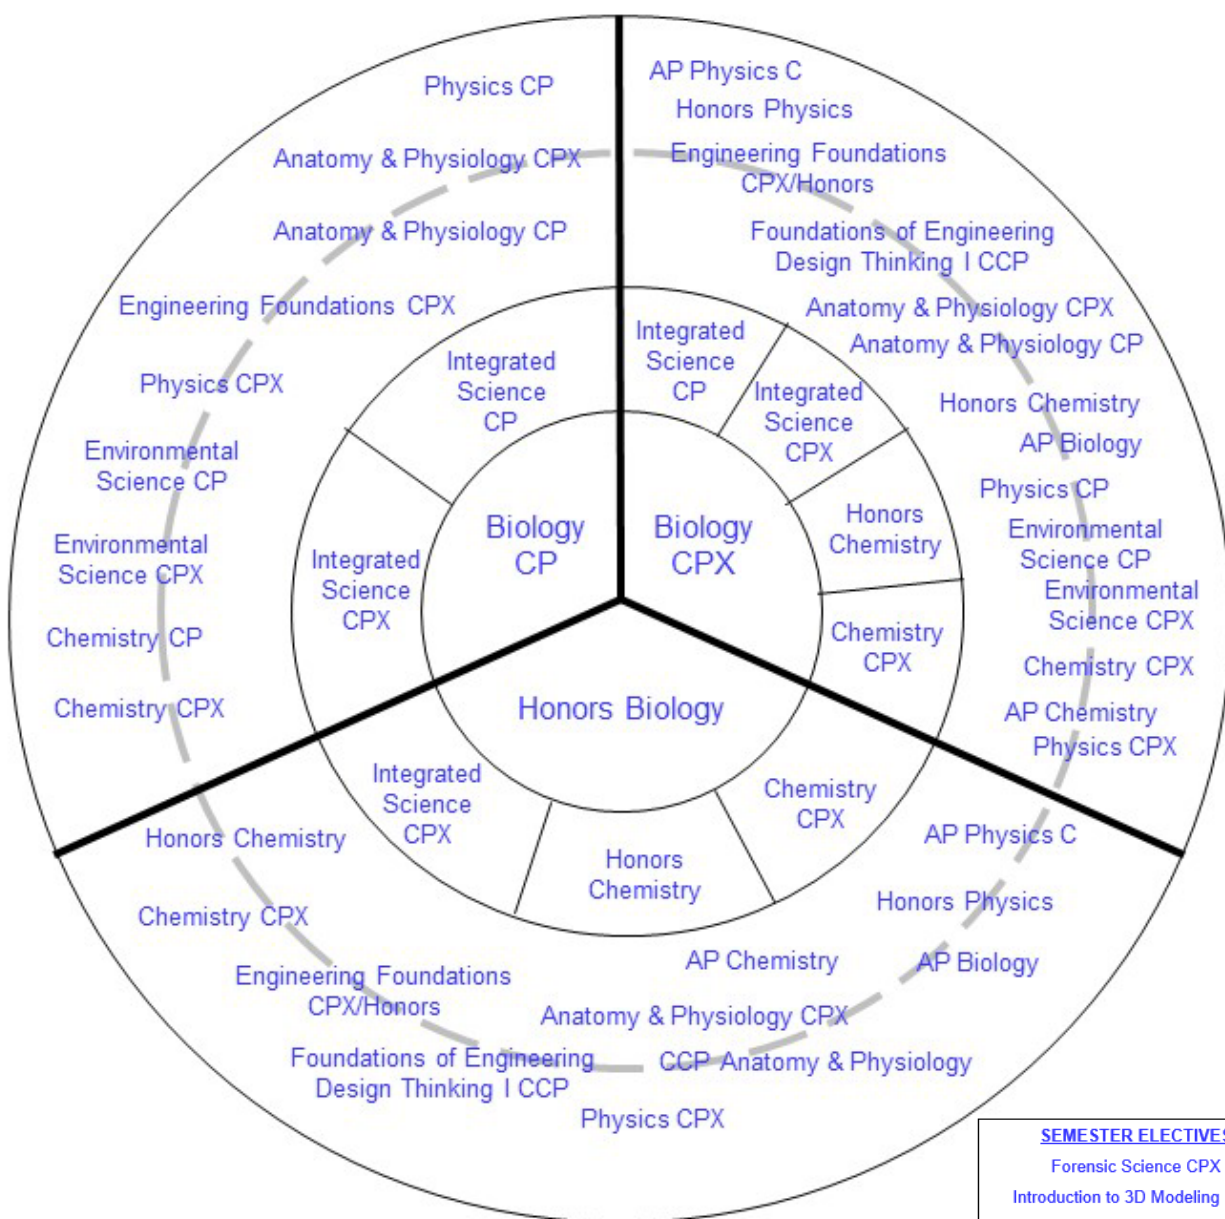 Physics CP
Anatomy & Physiology CPX
Anatomy & Physiology CP
Engineering Foundations CPX
Physics CPX
Environmental
Science CP
Environmental
Science CPX
Chemistry CP
Chemistry CPX
AP Physics C
Honors Physics
Engineering Foundations
CPX/Honors
Foundations of Engineering
Design Thinking I CCP
Anatomy & Physiology CPX
Anatomy & Physiology CP
Honors Chemistry
AP Biology
Physics CP
Environmental
Science CP
Environmental
Science CPX
Chemistry CPX
AP Chemistry
Physics CPX
Integrated
Science
CP
Integrated
Science
CPX
Integrated
Science
CP
Integrated
Science
CPX
Honors
Chemistry
Chemistry
CPX
Biology
CP
Biology
CPX
Honors Biology
Integrated
Science
CPX
Honors
Chemistry
Chemistry
CPX
Honors Chemistry
Chemistry CPX
Engineering Foundations
CPX/Honors
Foundations of Engineering
Design Thinking I CCP
AP Physics C
Honors Physics
AP Biology
AP Chemistry
Anatomy & Physiology CPX
CCP Anatomy & Physiology
Physics CPX
SEMESTER ELECTIVES
Forensic Science CPX
Introduction to 3D Modeling